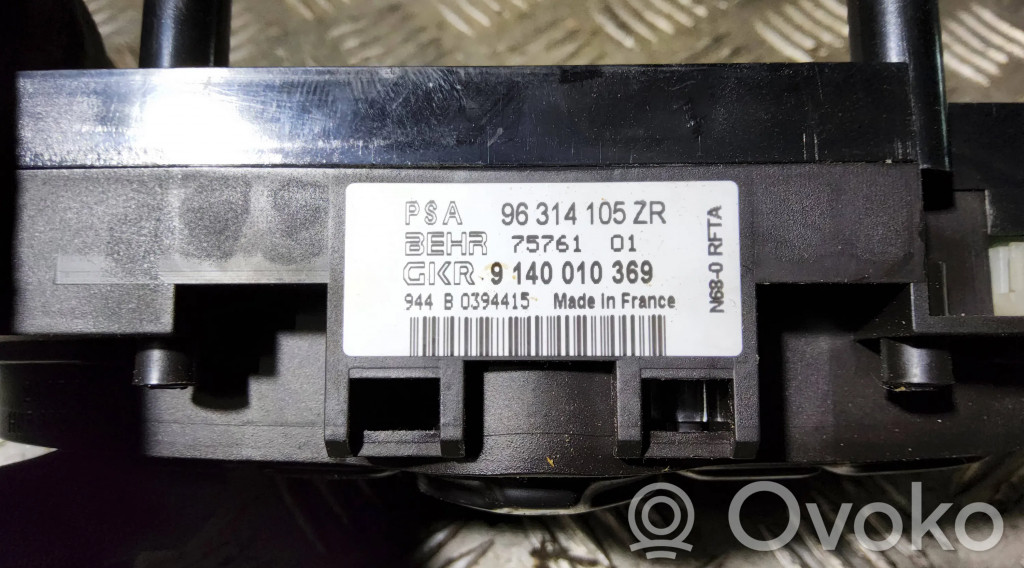 PSA 96 314 105 ZR
BEHR 75761 01
GKR 9 140 010 369
944 B 0394415 Made in France
N68-0 RFTA
Ovoko